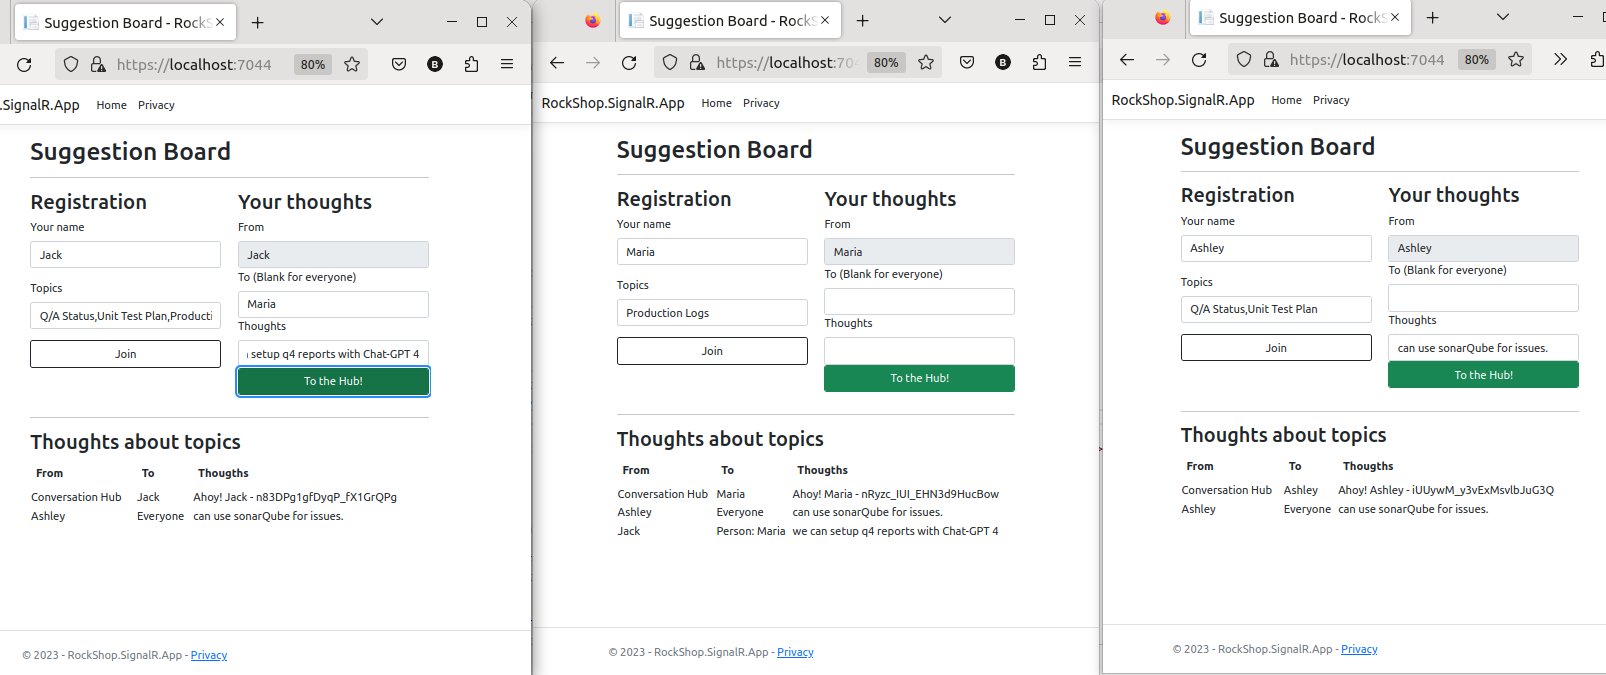 Suggestion Board - RockS
https://localhost:7044 80% B
.SignalR.App Home Privacy
Suggestion Board
Registration
Your name
Jack
Topics
Q/A Status,Unit Test Plan,Producti
Join
Your thoughts
From
Jack
To (Blank for everyone)
Maria
Thoughts
setup q4 reports with Chat-GPT 4
To the Hub!
Thoughts about topics
From To Thougths
Conversation Hub Jack Ahoy! Jack - n83DPg1gfDyqP_fX1GrQPg
Ashley Everyone can use sonarQube for issues.
© 2023 - RockShop.SignalR.App - Privacy
Suggestion Board - RockS
https://localhost:704 80% B
RockShop.SignalR.App Home Privacy
Suggestion Board
Registration
Your name
Maria
Topics
Production Logs
Join
Your thoughts
From
Maria
To (Blank for everyone)
Thoughts
To the Hub!
Thoughts about topics
From To Thougths
Conversation Hub Maria Ahoy! Maria - nRyzc_IUI_EHN3d9HucBow
Ashley Everyone can use sonarQube for issues.
Jack Person: Maria we can setup q4 reports with Chat-GPT 4
© 2023 - RockShop.SignalR.App - Privacy
Suggestion Board - RockS
https://localhost:7044 80%
RockShop.SignalR.App Home Privacy
Suggestion Board
Registration
Your name
Ashley
Topics
Q/A Status,Unit Test Plan
Join
Your thoughts
From
Ashley
To (Blank for everyone)
Thoughts
can use sonarQube for issues.
To the Hub!
Thoughts about topics
From To Thougths
Conversation Hub Ashley Ahoy! Ashley - iUUywM_y3vExMsvlbJuG3Q
Ashley Everyone can use sonarQube for issues.
© 2023 - RockShop.SignalR.App - Privacy